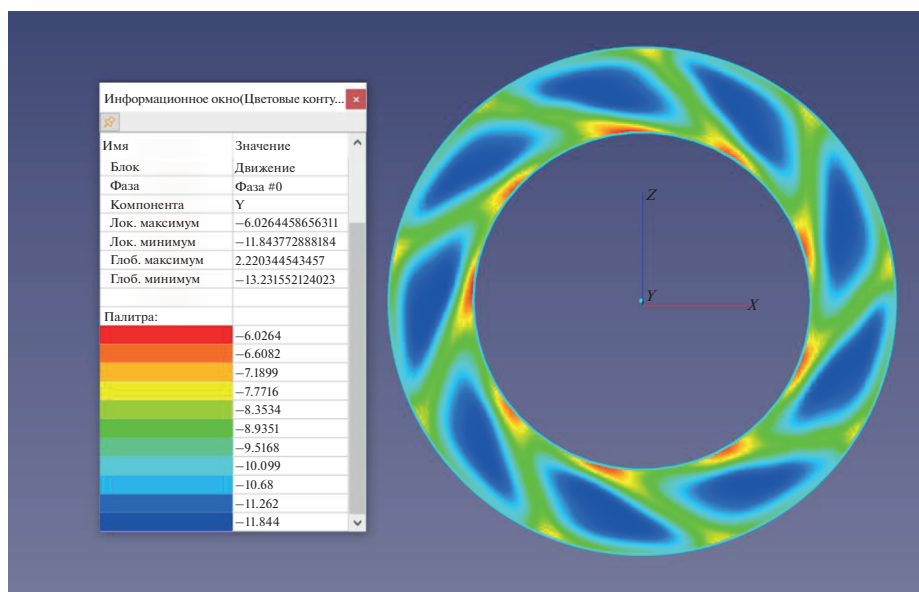 Информационное окно(Цветовые конту...
Имя Значение
Блок Движение
Фаза Фаза #0
Компонента Y
Лок. максимум −6.0264458656311
Лок. минимум −11.843772888184
Глоб. максимум 2.220344543457
Глоб. минимум −13.231552124023
Палитра:
−6.0264
−6.6082
−7.1899
−7.7716
−8.3534
−8.9351
−9.5168
−10.099
−10.68
−11.262
−11.844
Z
Y
X